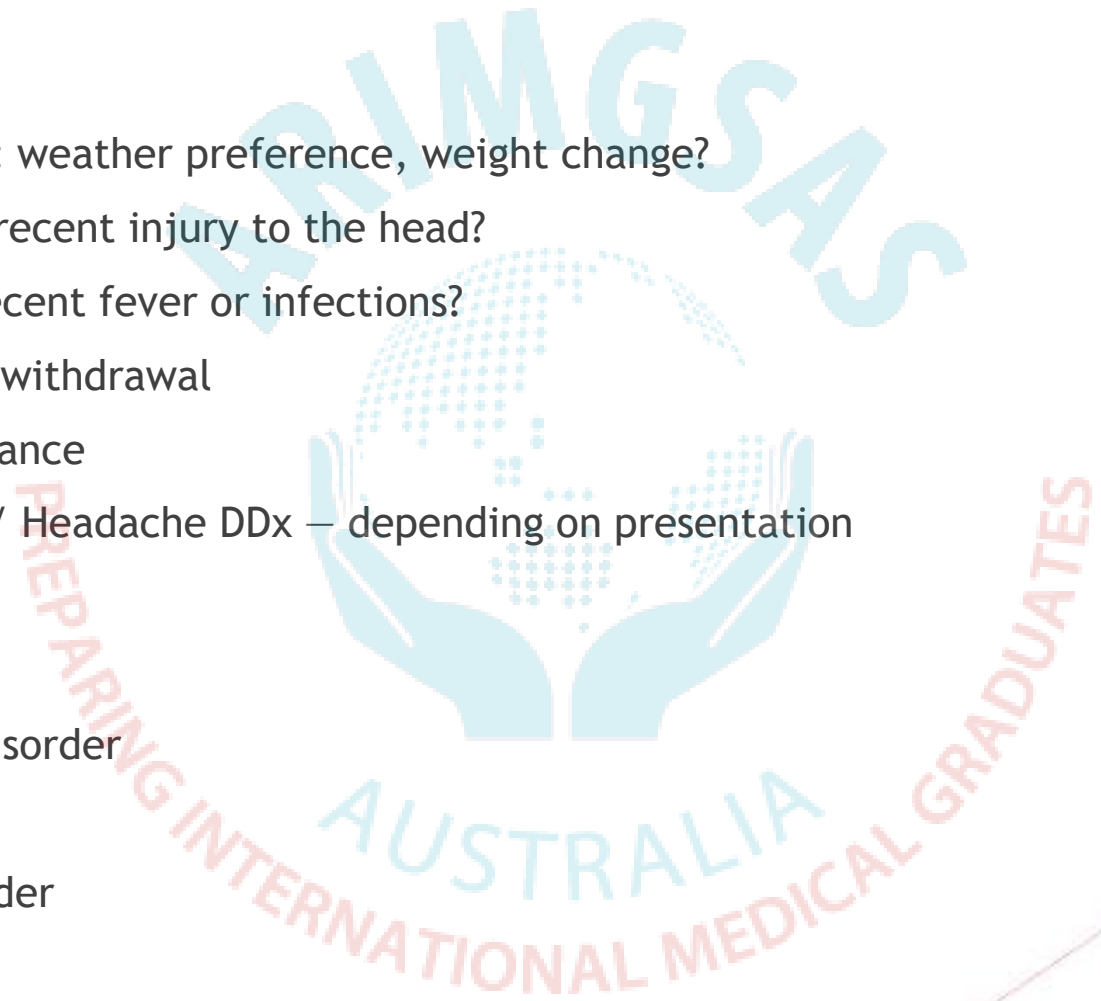 : weather preference, weight change?
recent injury to the head?
ecent fever or infections?
withdrawal
ance
/ Headache DDx — depending on presentation
sorder
der
ARIMGSAS
AUSTRALIA
PREPARING INTERNATIONAL MEDICAL GRADUATES